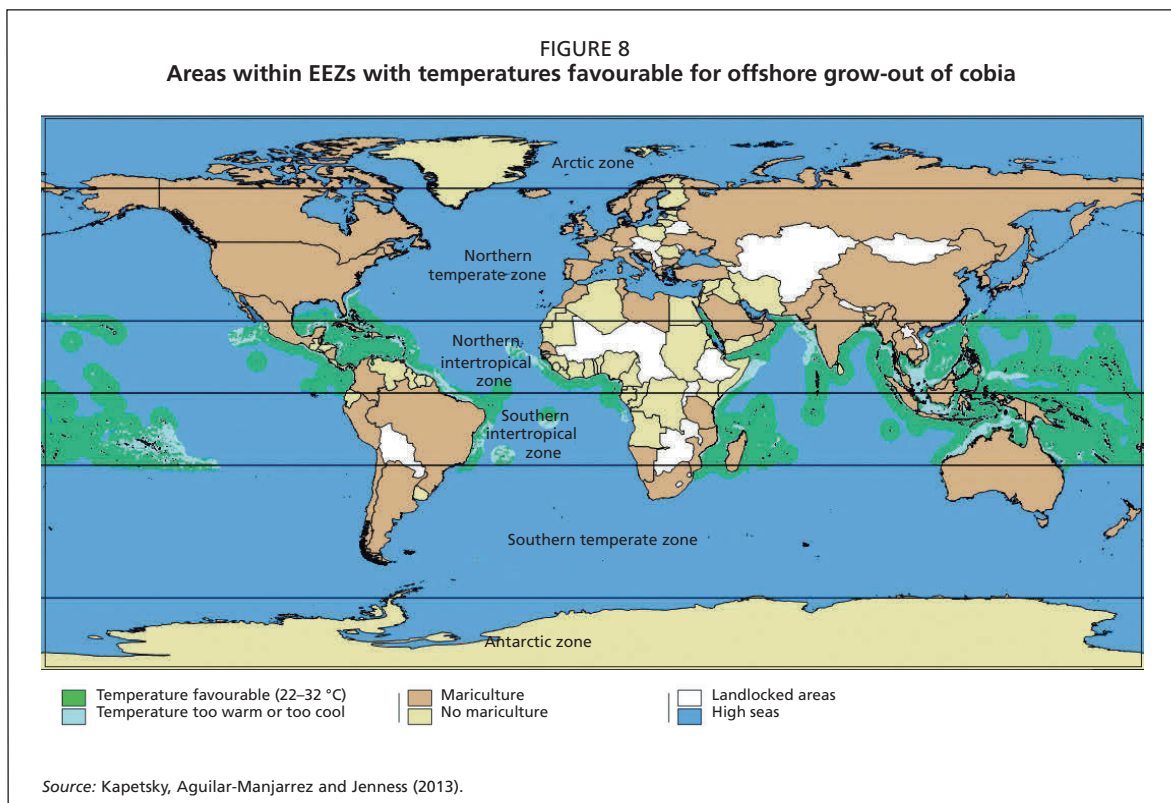 FIGURE 8
Areas within EEZs with temperatures favourable for offshore grow-out of cobia
Arctic zone
Northern
temperate zone
Northern
intertropical
zone
Southern
intertropical
zone
Southern temperate zone
Antarctic zone
Temperature favourable (22–32 °C)
Temperature too warm or too cool
Mariculture
No mariculture
Landlocked areas
High seas
Source: Kapetsky, Aguilar-Manjarrez and Jenness (2013).